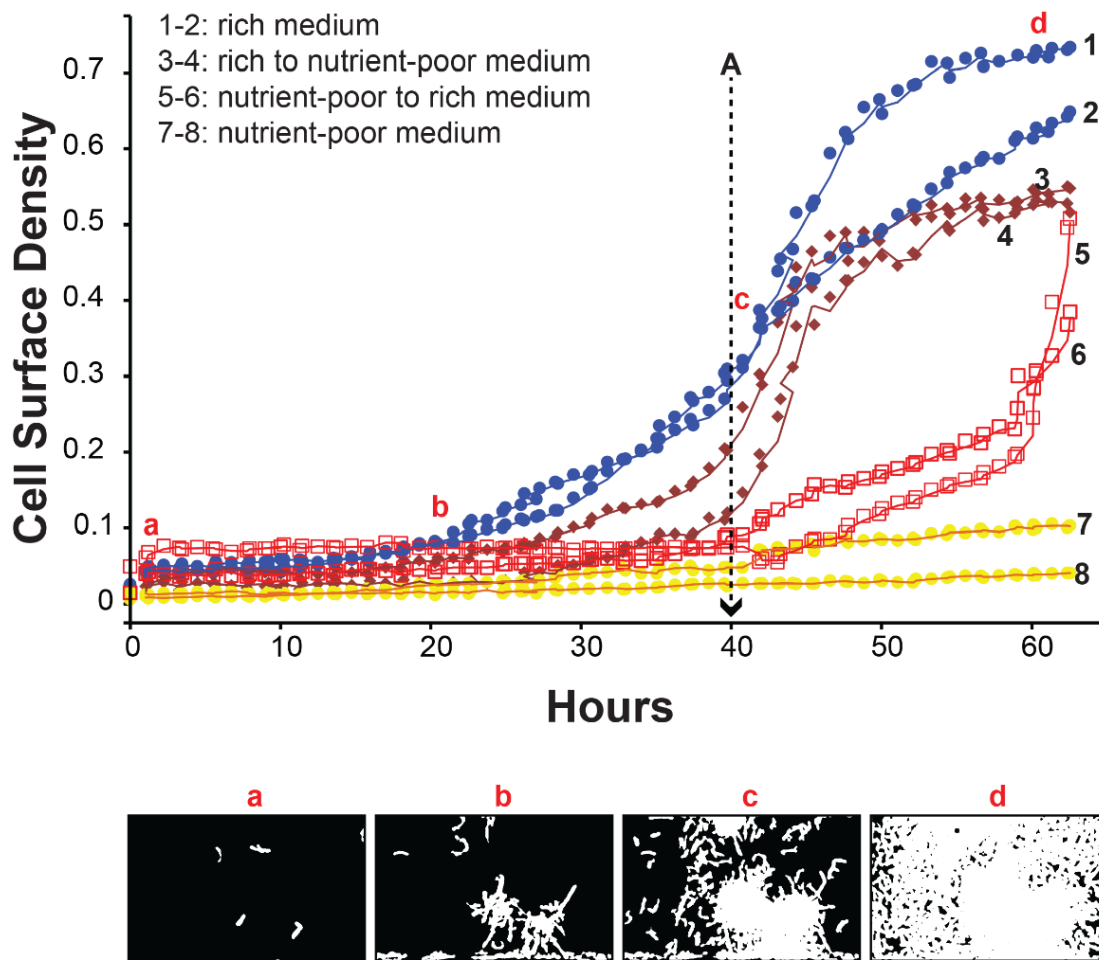 1-2: rich medium
3-4: rich to nutrient-poor medium
5-6: nutrient-poor to rich medium
7-8: nutrient-poor medium
Cell Surface Density
0.7
0.6
0.5
0.4
0.3
0.2
0.1
0
A
a
b
c
d
1
2
3
4
5
6
7
8
0
10
20
30
40
50
60
Hours
a
b
c
d